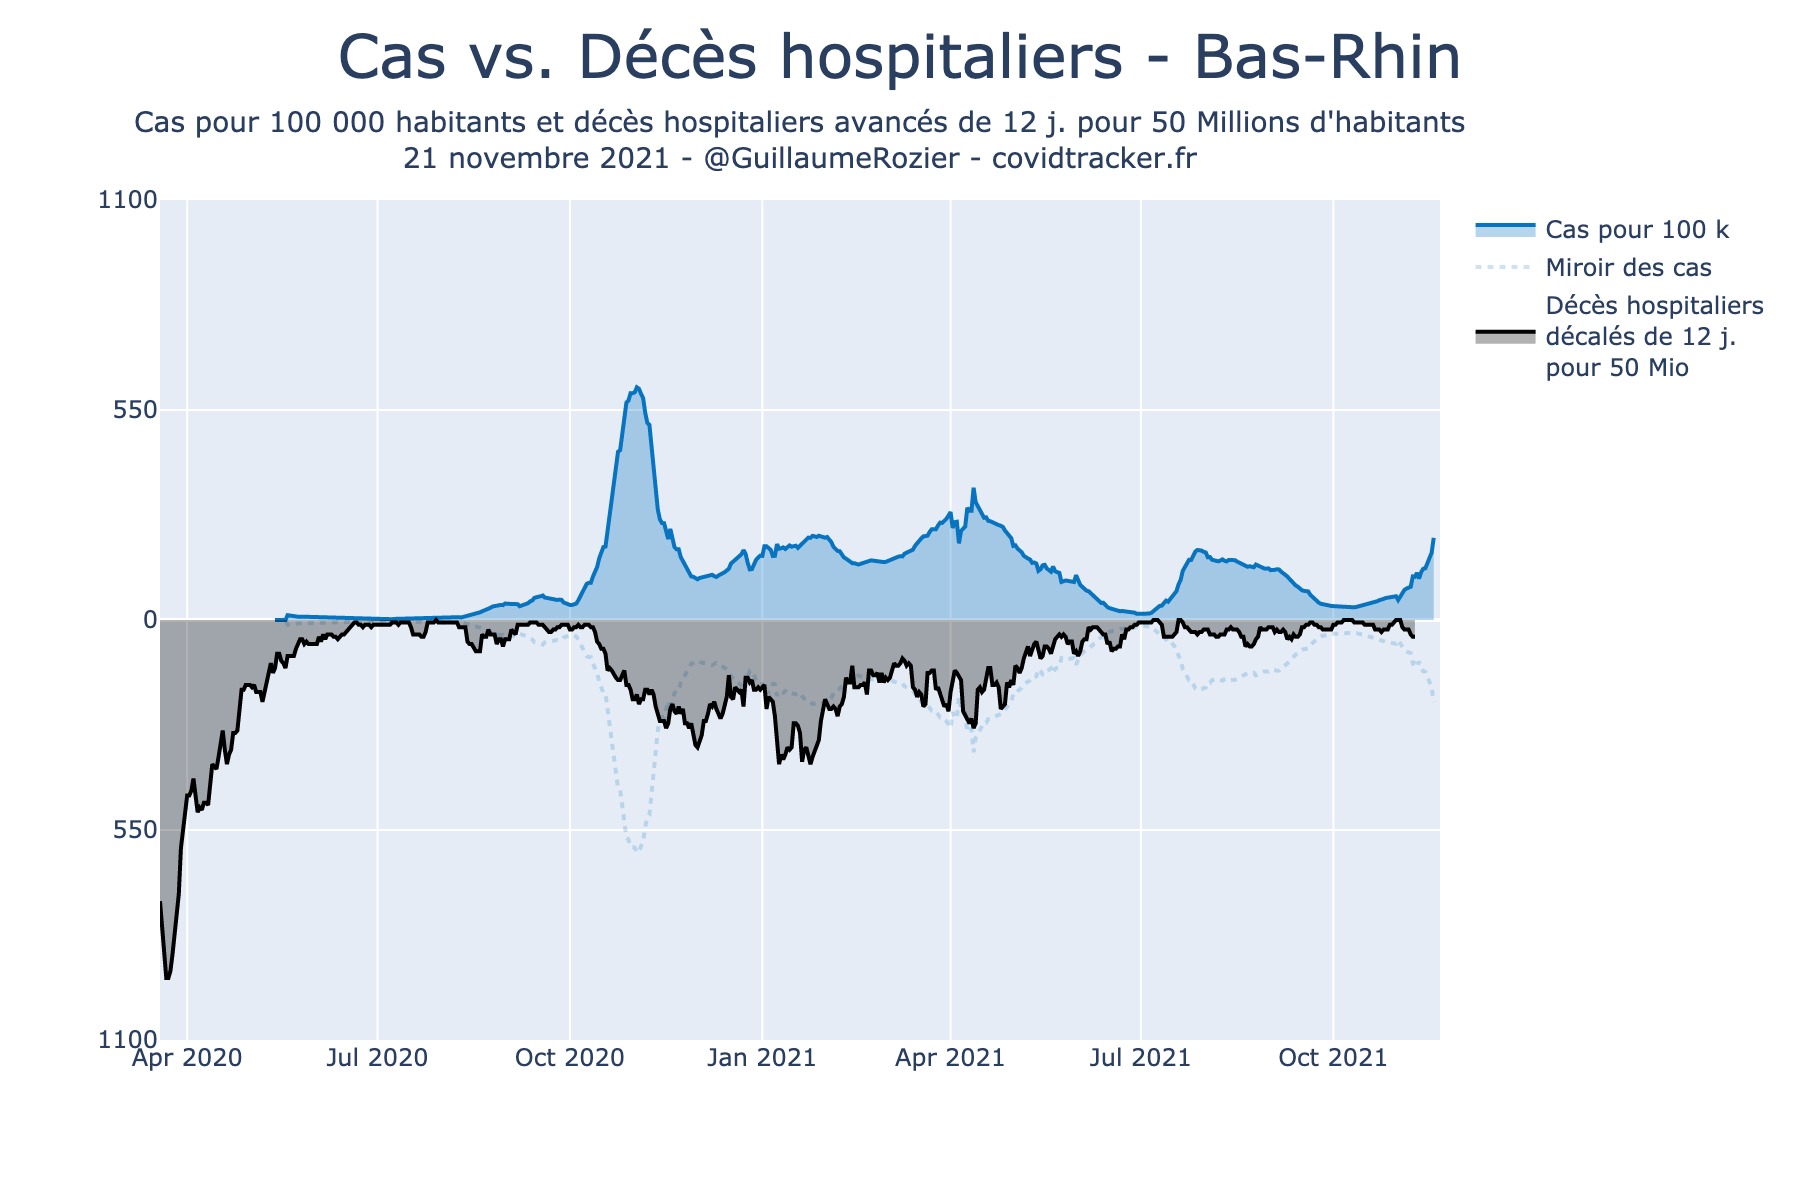 Cas vs. Décès hospitaliers - Bas-Rhin
Cas pour 100 000 habitants et décès hospitaliers avancés de 12 j. pour 50 Millions d'habitants
21 novembre 2021 - @GuillaumeRozier - covidtracker.fr
1100
550
0
550
1100
Apr 2020
Jul 2020
Oct 2020
Jan 2021
Apr 2021
Jul 2021
Oct 2021
Cas pour 100 k
Miroir des cas
Décès hospitaliers
décalés de 12 j.
pour 50 Mio